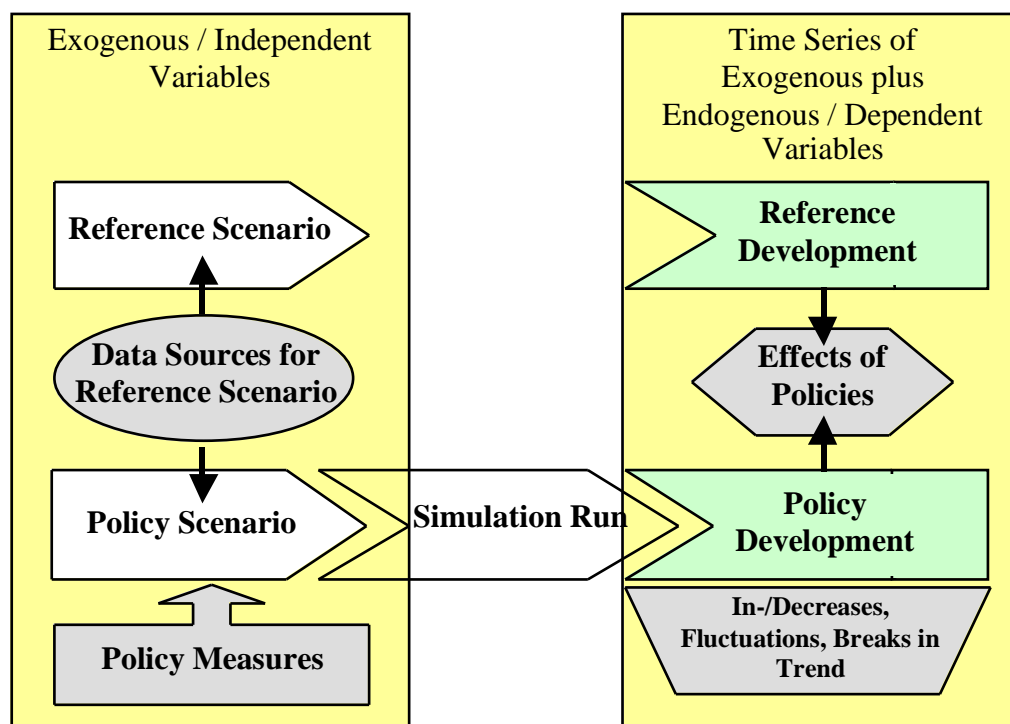 Exogenous / Independent
Variables
Reference Scenario
Data Sources for
Reference Scenario
Policy Scenario
Policy Measures
Simulation Run
Time Series of
Exogenous plus
Endogenous / Dependent
Variables
Reference
Development
Effects of
Policies
Policy
Development
In-/Decreases,
Fluctuations, Breaks in
Trend